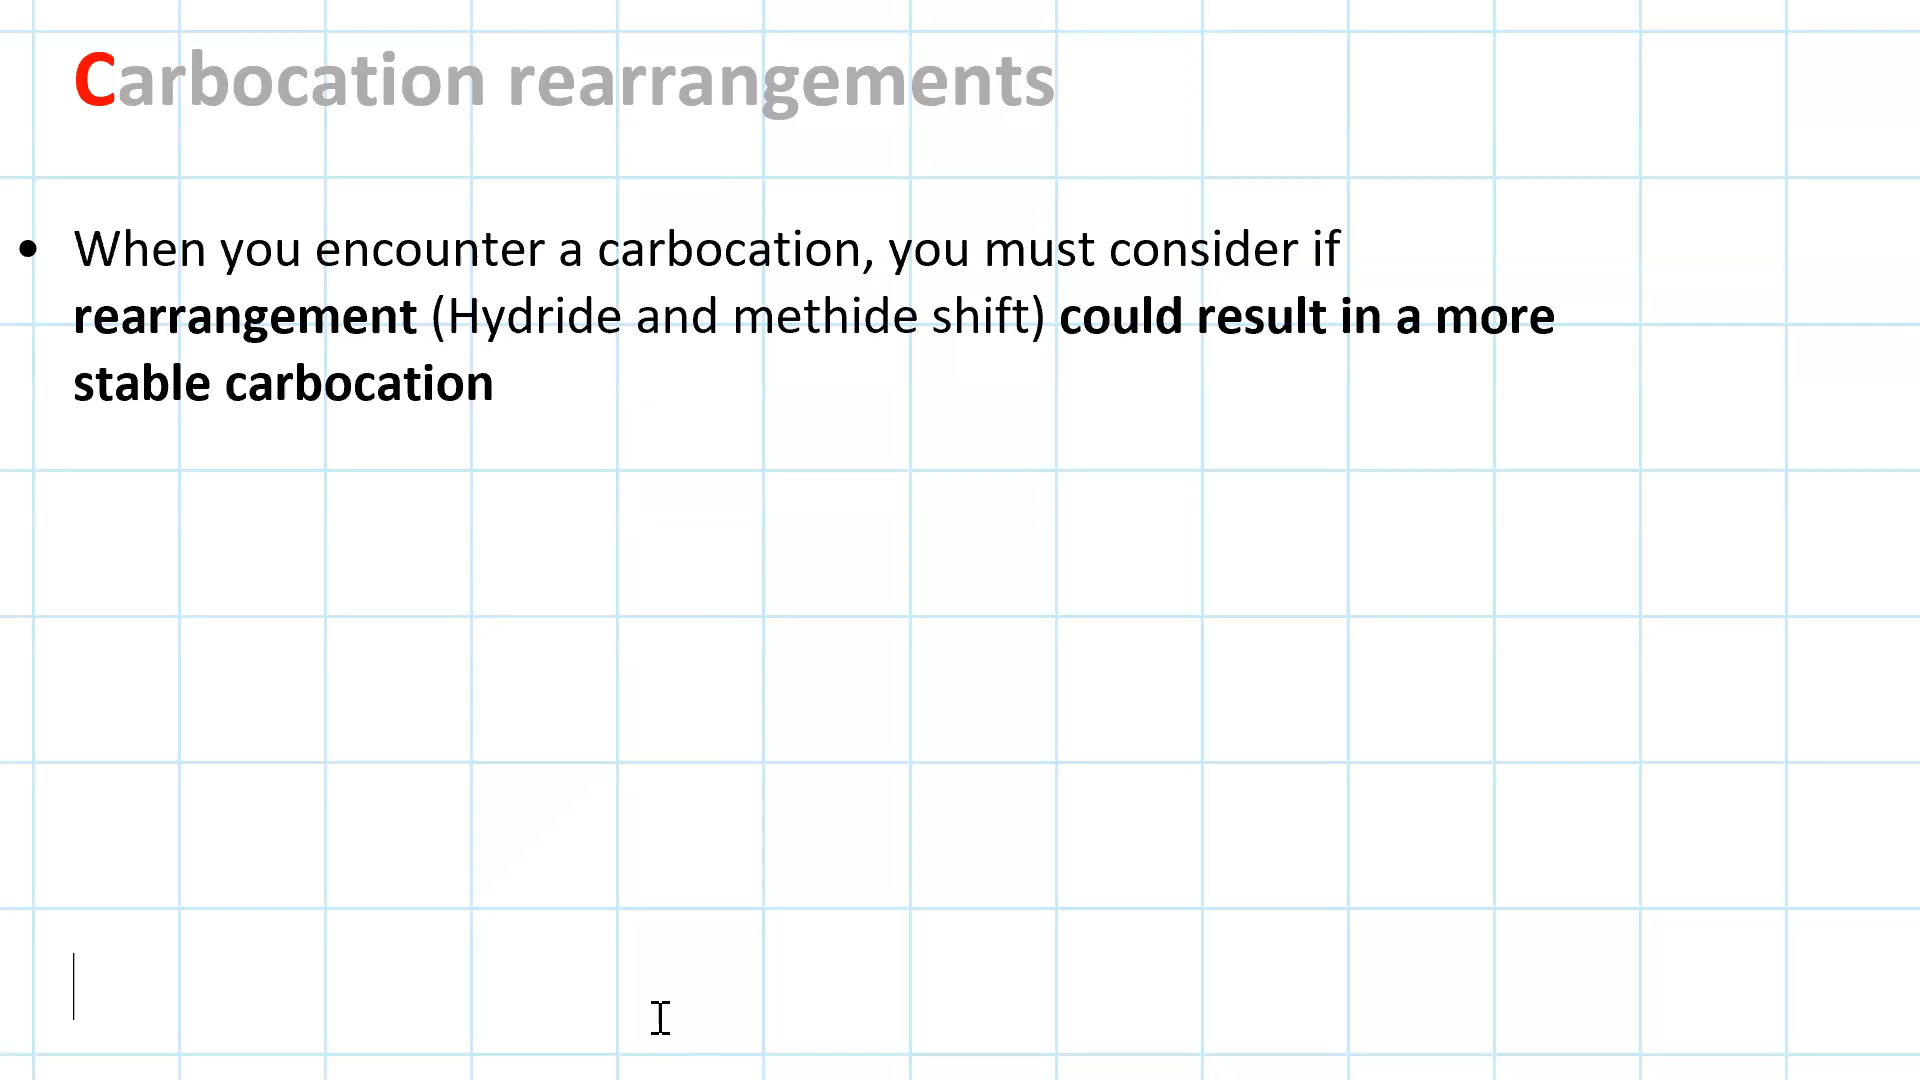 Carbocation rearrangements
• When you encounter a carbocation, you must consider if
rearrangement (Hydride and methide shift) could result in a more
stable carbocation